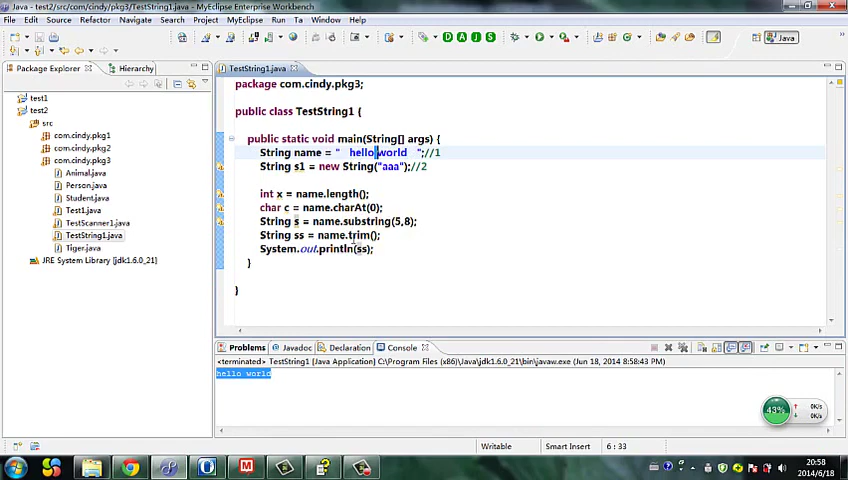 Java - test2/src/com/cindy/pkg3/TestString1.java - MyEclipse Enterprise Workbench
File Edit Source Refactor Navigate Search Project MyEclipse Run Window Help
Java
Package Explorer Hierarchy
test1
test2
src
com.cindy.pkg1
com.cindy.pkg2
com.cindy.pkg3
Animal.java
Person.java
Student.java
Test1.java
TestScanner1.java
TestString1.java
Tiger.java
JRE System Library [jdk1.6.0_21]
TestString1.java
package com.cindy.pkg3;
public class TestString1 {
public static void main(String[] args) {
String name = "  hello world  ";//1
String s1 = new String("aaa");//2
int x = name.length();
char c = name.charAt(0);
String s = name.substring(5,8);
String ss = name.trim();
System.out.println(ss);
}
}
Problems Javadoc Declaration Console
<terminated> TestString1 [Java Application] C:\Program Files (x86)\Java\jdk1.6.0_21\bin\javaw.exe (Jun 18, 2014 8:58:43 PM)
hello world
43%
0K/s
0K/s
Writable Smart Insert 6 : 33
20:58
2014/6/18